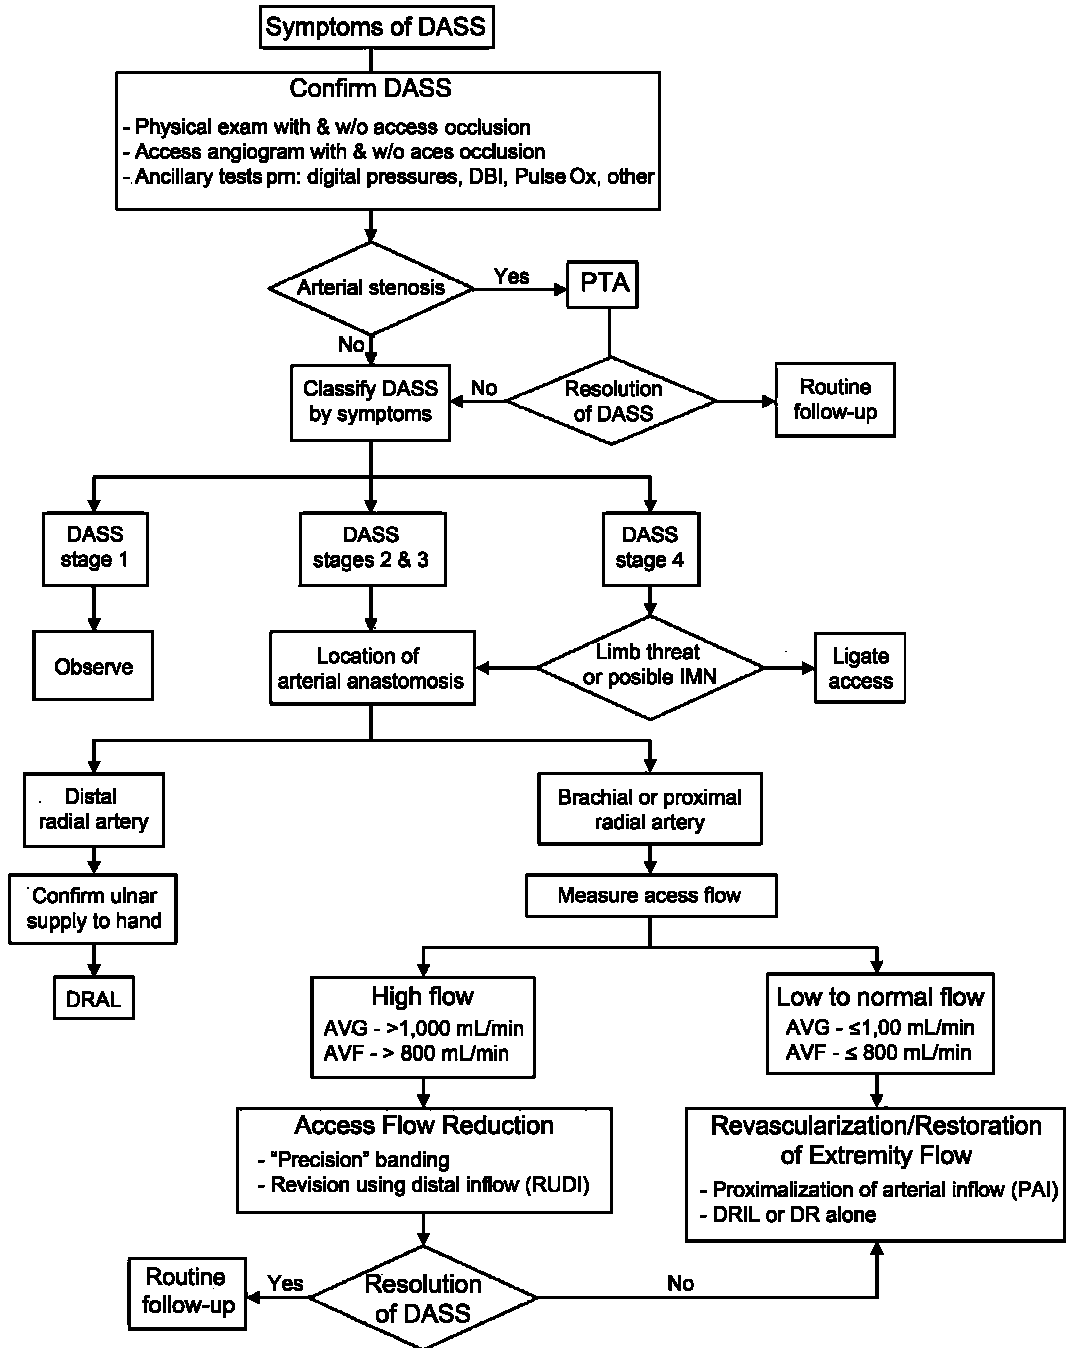 Symptoms of DASS
Confirm DASS
- Physical exam with & w/o access occlusion
- Access angiogram with & w/o aces occlusion
- Ancillary tests prn: digital pressures, DBI, Pulse Ox, other
Arterial stenosis
Yes
PTA
No
Classify DASS
by symptoms
No
Resolution
of DASS
Routine
follow-up
DASS
stage 1
DASS
stages 2 & 3
DASS
stage 4
Observe
Location of
arterial anastomosis
Limb threat
or posible IMN
Ligate
access
Distal
radial artery
Brachial or proximal
radial artery
Confirm ulnar
supply to hand
Measure acess flow
DRAL
High flow
AVG - >1,000 mL/min
AVF - > 800 mL/min
Low to normal flow
AVG - ≤1,00 mL/min
AVF - ≤ 800 mL/min
Access Flow Reduction
- "Precision" banding
- Revision using distal inflow (RUDI)
Revascularization/Restoration
of Extremity Flow
- Proximalization of arterial inflow (PAI)
- DRIL or DR alone
Routine
follow-up
Yes
Resolution
of DASS
No